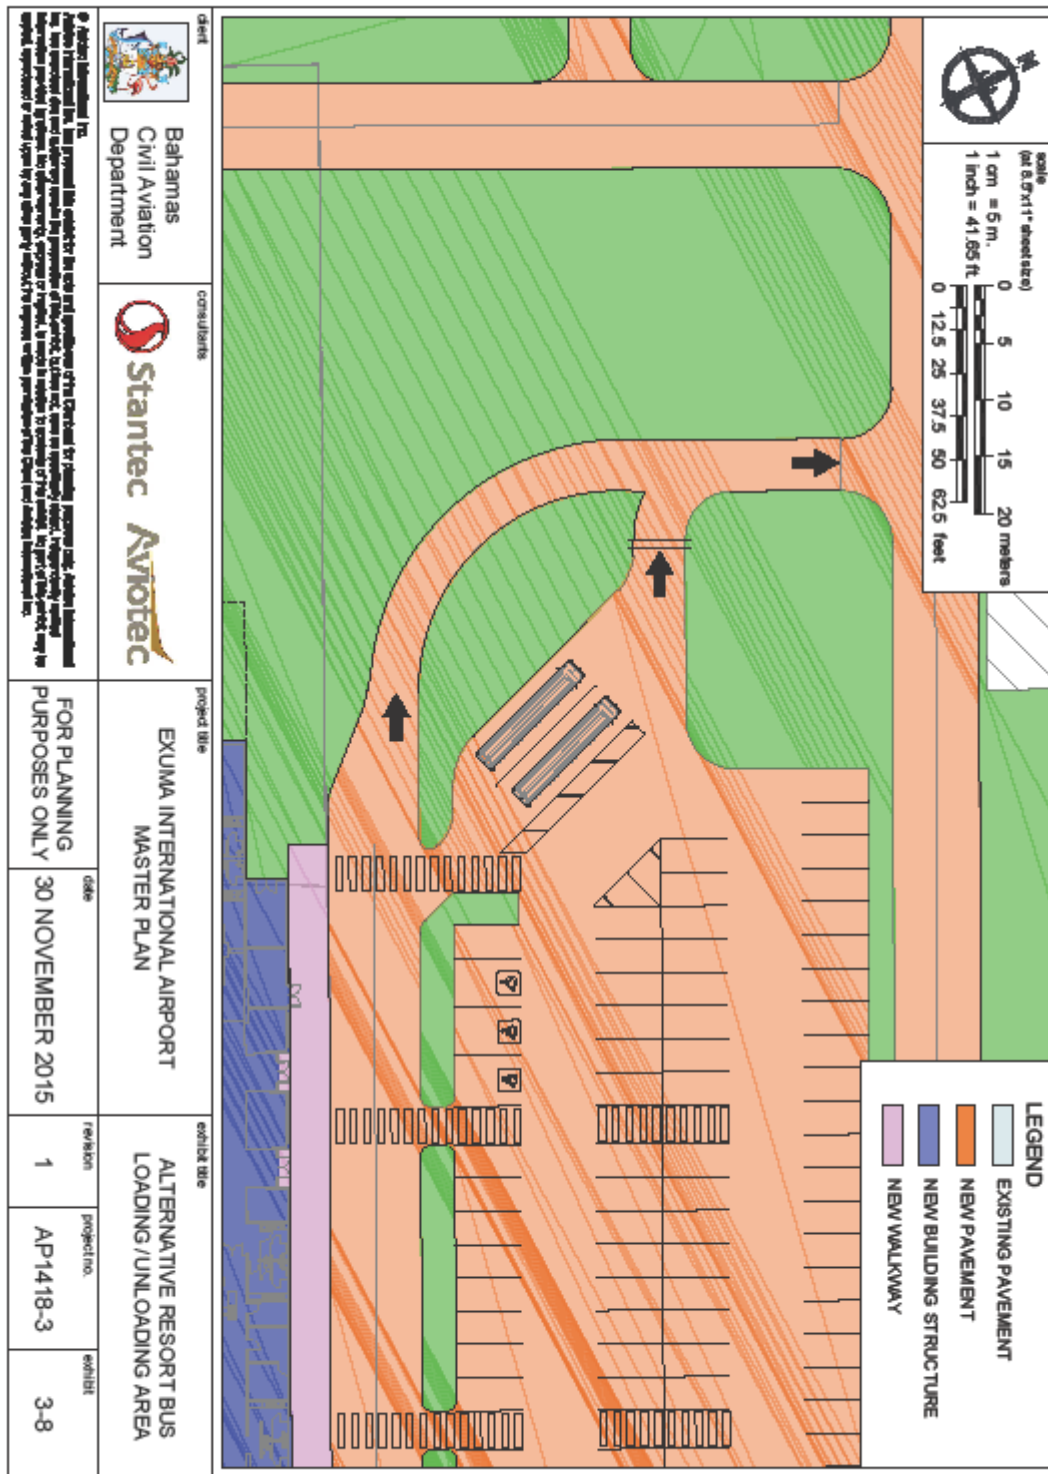 N
scale
(at 8.5"x11" sheet size)
1 cm = 5 m.
1 inch = 41.65 ft.
0 5 10 15 20 meters
0 12.5 25 37.5 50 62.5 feet
LEGEND
EXISTING PAVEMENT
NEW PAVEMENT
NEW BUILDING STRUCTURE
NEW WALKWAY
client
Bahamas
Civil Aviation
Department
consultants
Stantec
Aviotec
project title
EXUMA INTERNATIONAL AIRPORT
MASTER PLAN
exhibit title
ALTERNATIVE RESORT BUS
LOADING / UNLOADING AREA
FOR PLANNING
PURPOSES ONLY
date
30 NOVEMBER 2015
revision
1
project no.
AP1418-3
exhibit
3-8